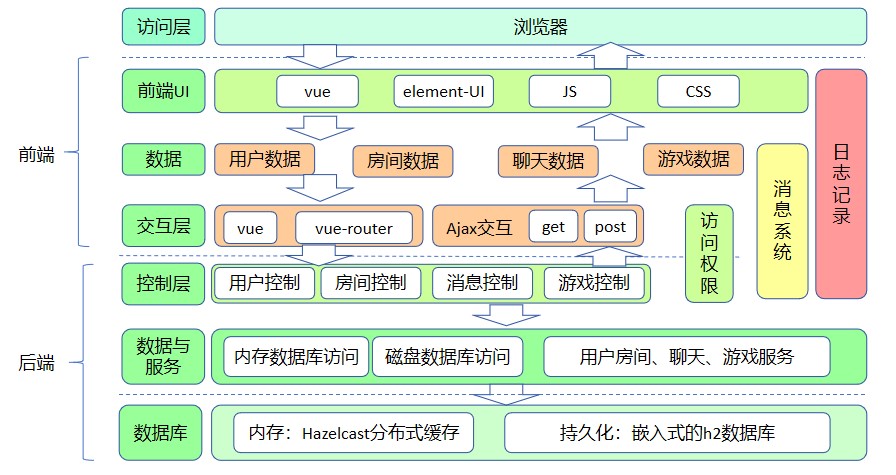 访问层
浏览器
前端
前端UI
vue
element-UI
JS
CSS
数据
用户数据
房间数据
聊天数据
游戏数据
交互层
vue
vue-router
Ajax交互
get
post
访问权限
消息系统
日志记录
后端
控制层
用户控制
房间控制
消息控制
游戏控制
数据与
服务
内存数据库访问
磁盘数据库访问
用户房间、聊天、游戏服务
数据库
内存：Hazelcast分布式缓存
持久化：嵌入式的h2数据库